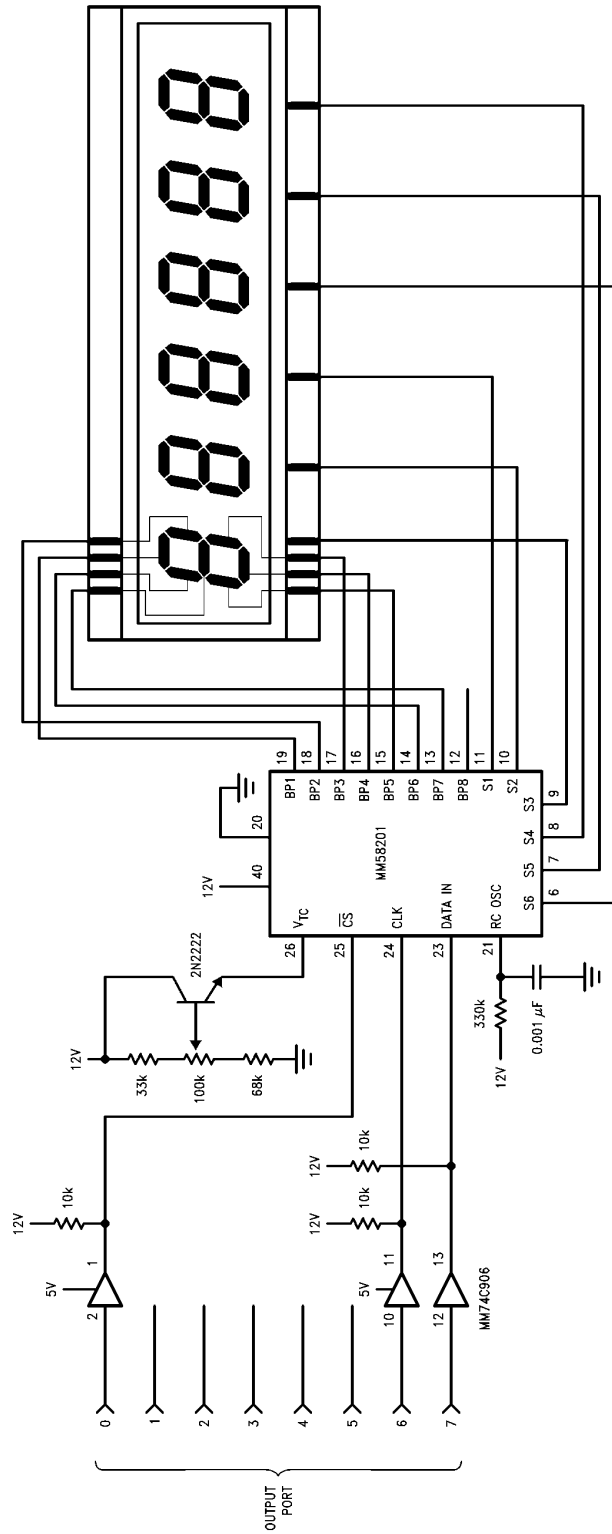 OUTPUT
PORT
0
1
2
3
4
5
6
7
2
1
5V
12V
10k
10
11
5V
12V
10k
12
13
12V
10k
MM74C906
12V
33k
100k
68k
2N2222
12V
330k
0.001 µF
12V
40
20
MM58201
26
VTC
25
CS
24
CLK
23
DATA IN
21
RC OSC
BP1
19
BP2
18
BP3
17
BP4
16
BP5
15
BP6
14
BP7
13
BP8
12
S1
11
S2
10
S6
6
S5
7
S4
8
S3
9
888888